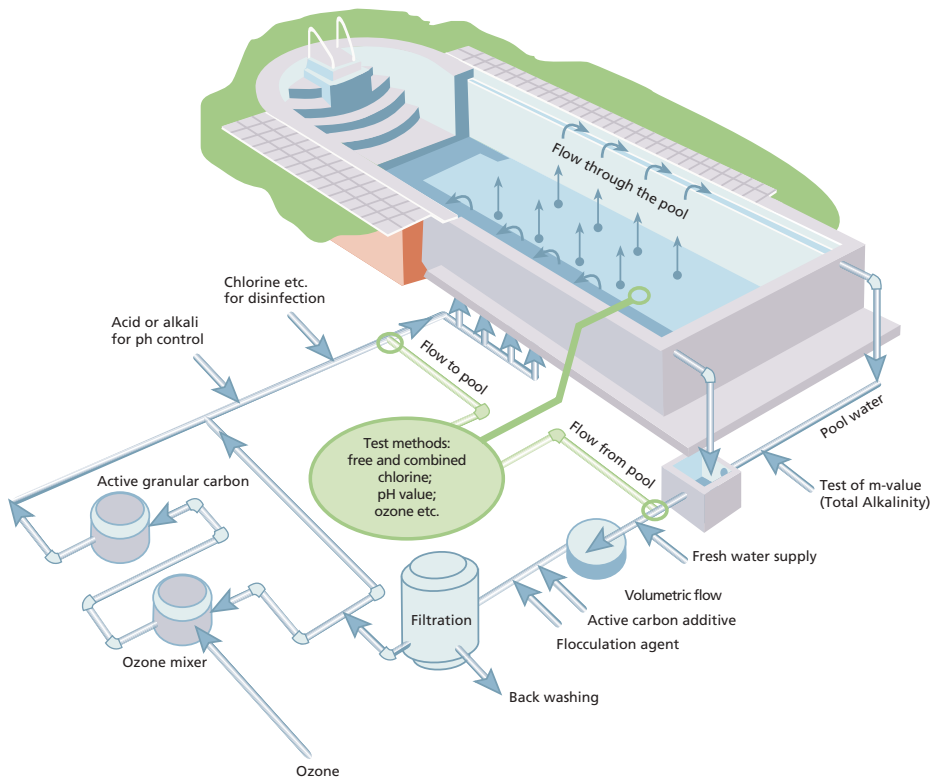 Flow through the pool
Chlorine etc.
for disinfection
Acid or alkali
for ph control
Flow to pool
Flow from pool
Pool water
Test methods:
free and combined
chlorine;
pH value;
ozone etc.
Test of m-value
(Total Alkalinity)
Active granular carbon
Fresh water supply
Volumetric flow
Active carbon additive
Flocculation agent
Filtration
Ozone mixer
Back washing
Ozone